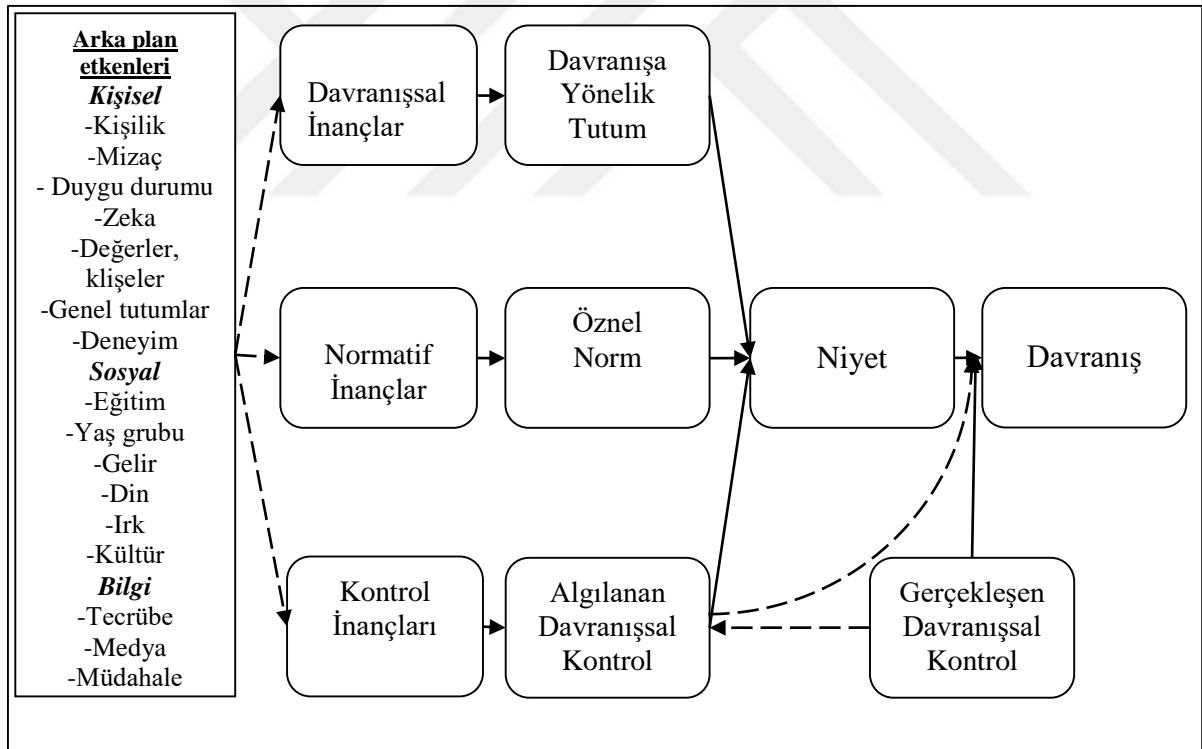 Arka plan
etkenleri
Kişisel
-Kişilik
-Mizaç
- Duygu durumu
-Zeka
-Değerler,
klişeler
-Genel tutumlar
-Deneyim
Sosyal
-Eğitim
-Yaş grubu
-Gelir
-Din
-Irk
-Kültür
Bilgi
-Tecrübe
-Medya
-Müdahale
Davranışsal
İnançlar
Davranışa
Yönelik
Tutum
Normatif
İnançlar
Öznel
Norm
Niyet
Davranış
Kontrol
İnançları
Algılanan
Davranışsal
Kontrol
Gerçekleşen
Davranışsal
Kontrol